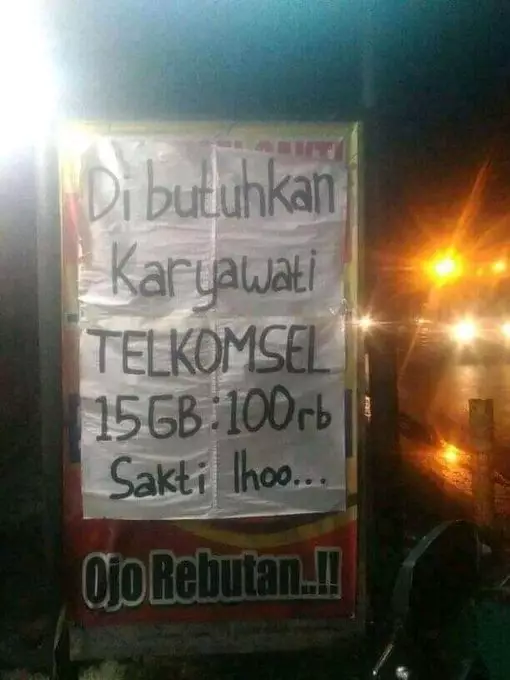 Di butuhkan
Karyawati
TELKOMSEL
15GB:100rb
Sakti lhoo...
Ojo Rebutan..!!